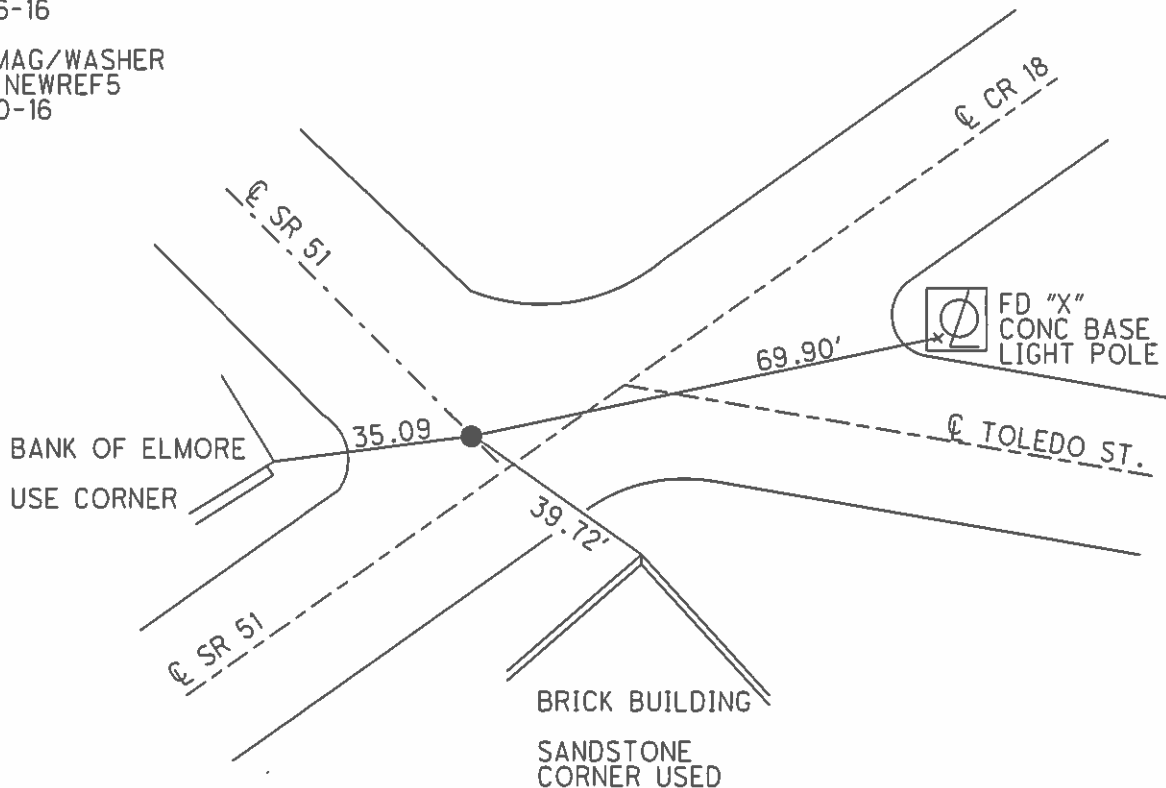 MAG/WASHER
NEWREF5
-16
℄ CR 18
℄ SR 51
FD "X"
CONC BASE
LIGHT POLE
69.90'
35.09
BANK OF ELMORE
℄ TOLEDO ST.
USE CORNER
39.72'
℄ SR 51
BRICK BUILDING
SANDSTONE
CORNER USED